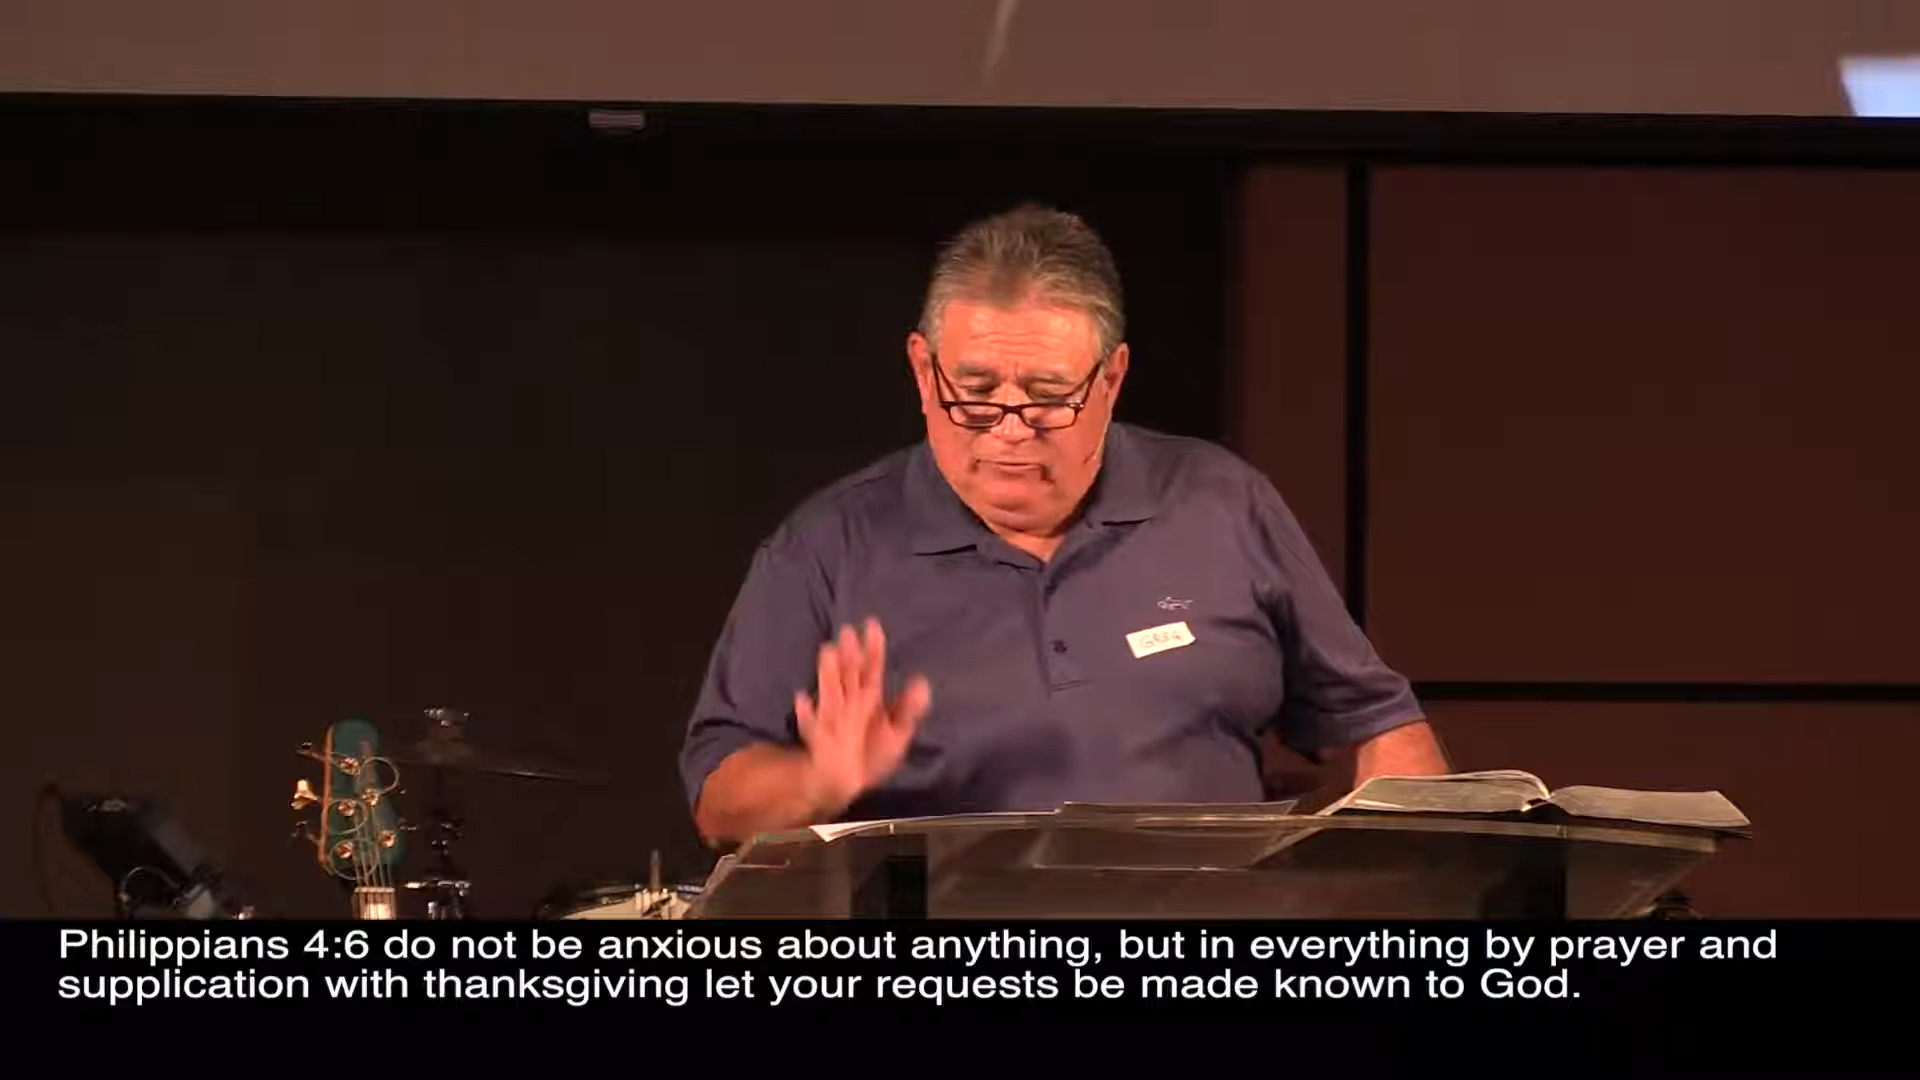 GREG
Philippians 4:6 do not be anxious about anything, but in everything by prayer and
supplication with thanksgiving let your requests be made known to God.